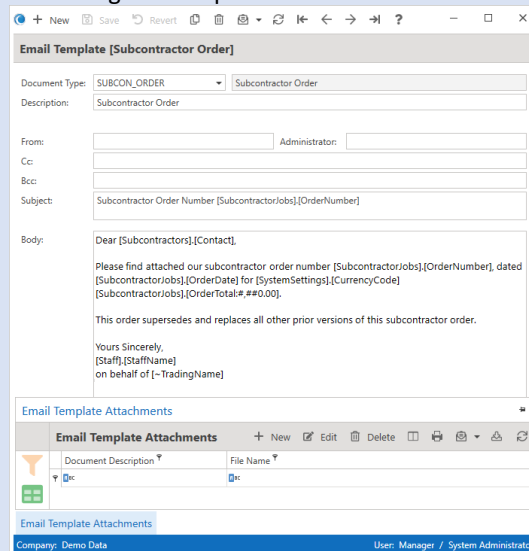 New Save Revert
Email Template [Subcontractor Order]
Document Type: SUBCON_ORDER Subcontractor Order
Description: Subcontractor Order
From: Administrator:
Cc:
Bcc:
Subject: Subcontractor Order Number [SubcontractorJobs].[OrderNumber]
Body: Dear [Subcontractors].[Contact],
Please find attached our subcontractor order number [SubcontractorJobs].[OrderNumber], dated
[SubcontractorJobs].[OrderDate] for [SystemSettings].[CurrencyCode]
[SubcontractorJobs].[OrderTotal:#,##0.00].
This order supersedes and replaces all other prior versions of this subcontractor order.
Yours Sincerely,
[Staff].[StaffName]
on behalf of [~TradingName]
Email Template Attachments
Email Template Attachments New Edit Delete
Document Description File Name
Email Template Attachments
Company: Demo Data User: Manager / System Administrato